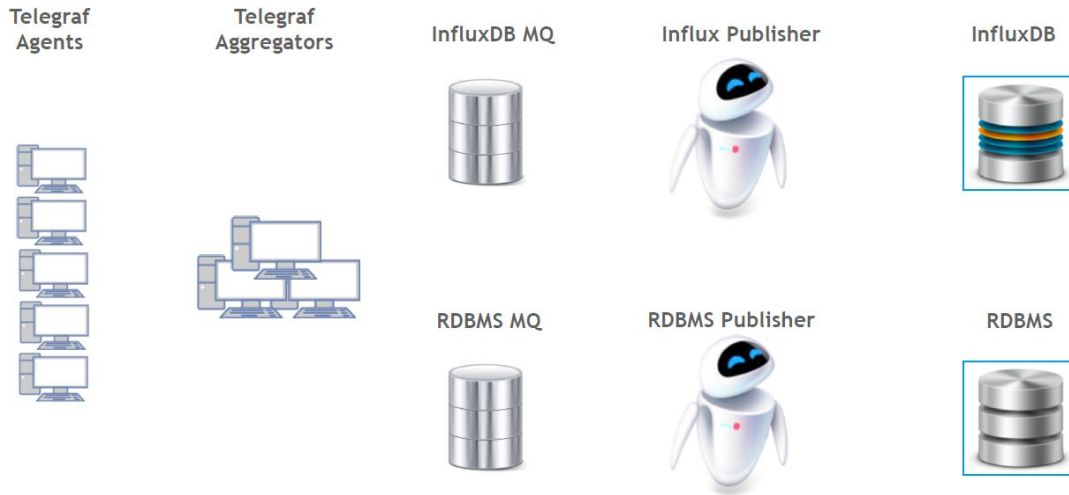 Telegraf
Agents
Telegraf
Aggregators
InfluxDB MQ
Influx Publisher
InfluxDB
RDBMS MQ
RDBMS Publisher
RDBMS